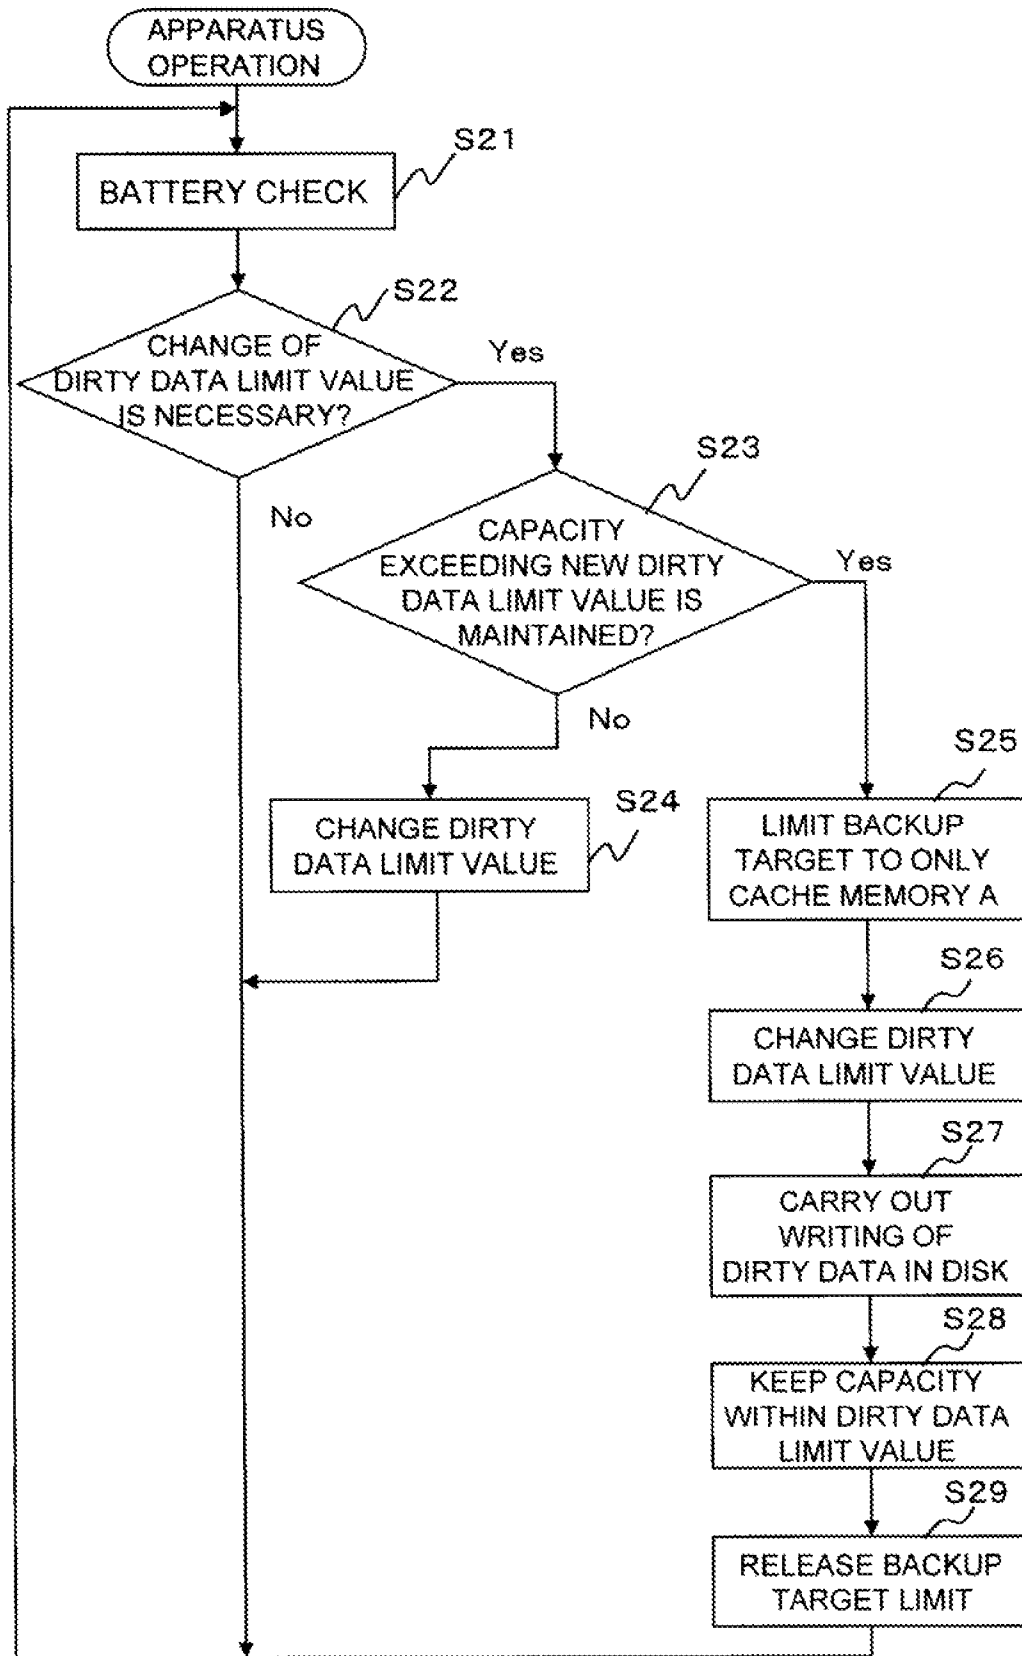 APPARATUS
OPERATION
S21
BATTERY CHECK
S22
CHANGE OF
DIRTY DATA LIMIT VALUE
IS NECESSARY?
Yes
No
S23
CAPACITY
EXCEEDING NEW DIRTY
DATA LIMIT VALUE IS
MAINTAINED?
Yes
No
S24
CHANGE DIRTY
DATA LIMIT VALUE
S25
LIMIT BACKUP
TARGET TO ONLY
CACHE MEMORY A
S26
CHANGE DIRTY
DATA LIMIT VALUE
S27
CARRY OUT
WRITING OF
DIRTY DATA IN DISK
S28
KEEP CAPACITY
WITHIN DIRTY DATA
LIMIT VALUE
S29
RELEASE BACKUP
TARGET LIMIT